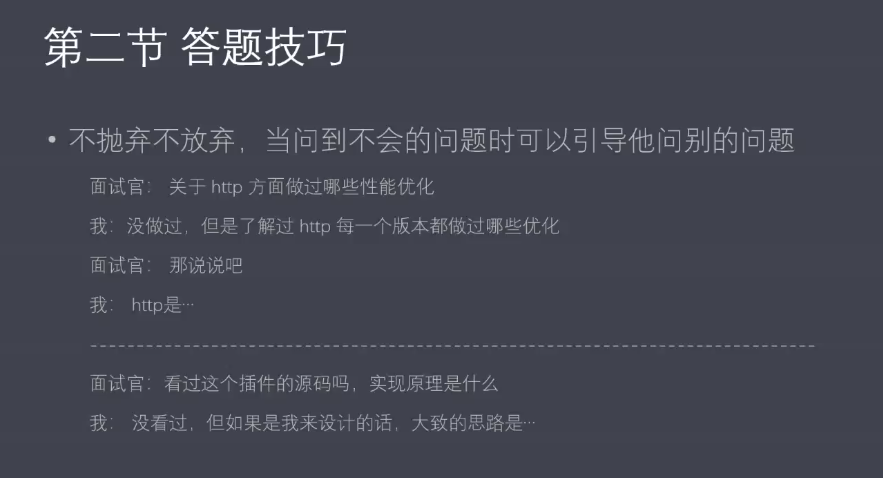 第二节 答题技巧
• 不抛弃不放弃，当问到不会的问题时可以引导他问别的问题
面试官： 关于 http 方面做过哪些性能优化
我：没做过，但是了解过 http 每一个版本都做过哪些优化
面试官： 那说说吧
我： http是…
--------------------------------------------------------------------------------
面试官：看过这个插件的源码吗，实现原理是什么
我： 没看过，但如果是我来设计的话，大致的思路是…